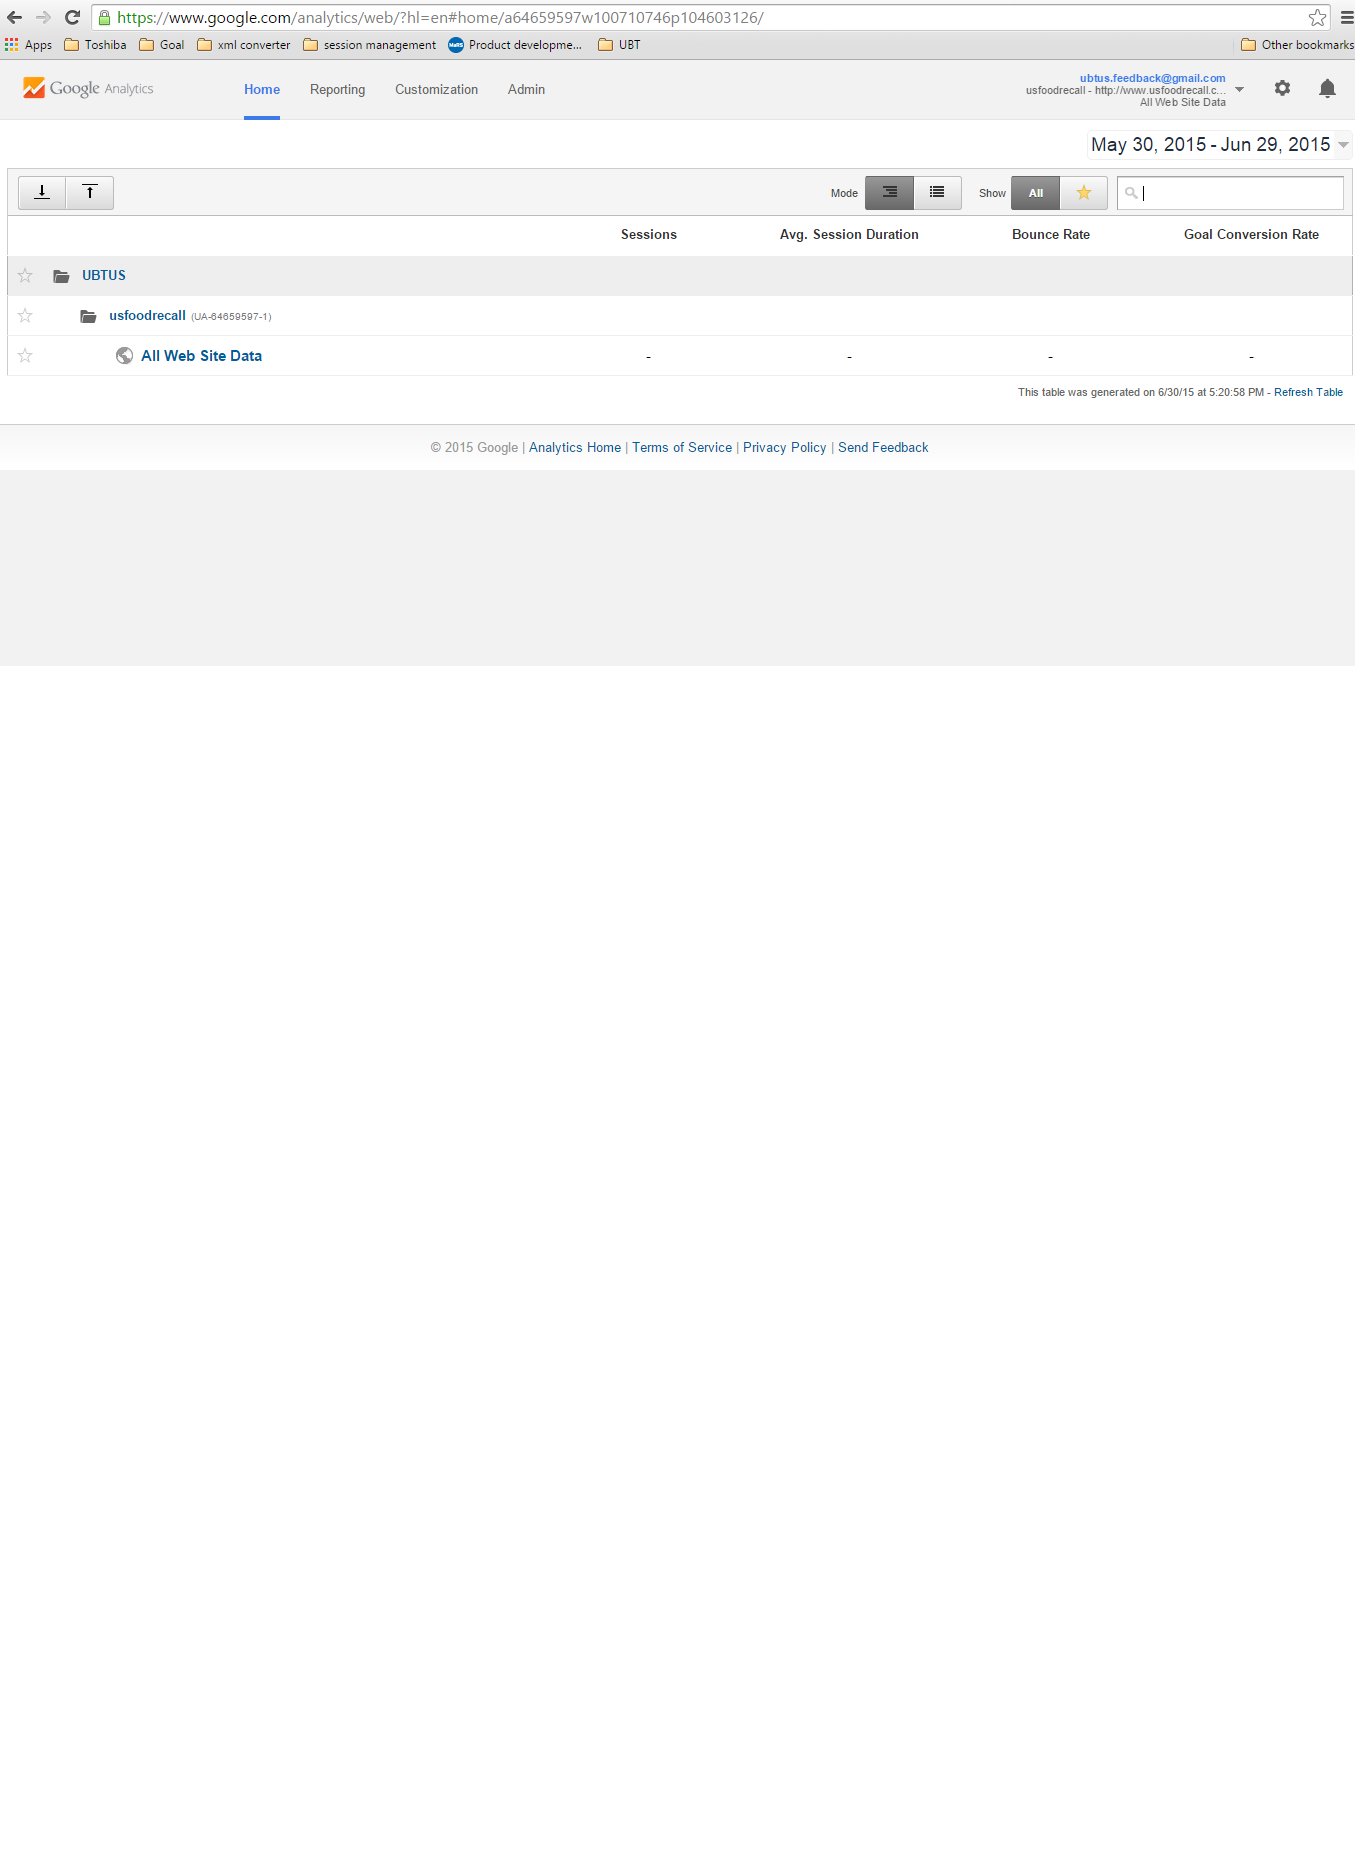 https://www.google.com/analytics/web/?hl=en#home/a64659597w100710746p104603126/
Apps Toshiba Goal xml converter session management MaRS Product developme... UBT Other bookmarks
Google Analytics Home Reporting Customization Admin
ubtus.feedback@gmail.com
usfoodrecall - http://www.usfoodrecall.c...
All Web Site Data
May 30, 2015 - Jun 29, 2015
Mode Show All
Sessions Avg. Session Duration Bounce Rate Goal Conversion Rate
UBTUS
usfoodrecall (UA-64659597-1)
All Web Site Data - - - -
This table was generated on 6/30/15 at 5:20:58 PM - Refresh Table
© 2015 Google | Analytics Home | Terms of Service | Privacy Policy | Send Feedback